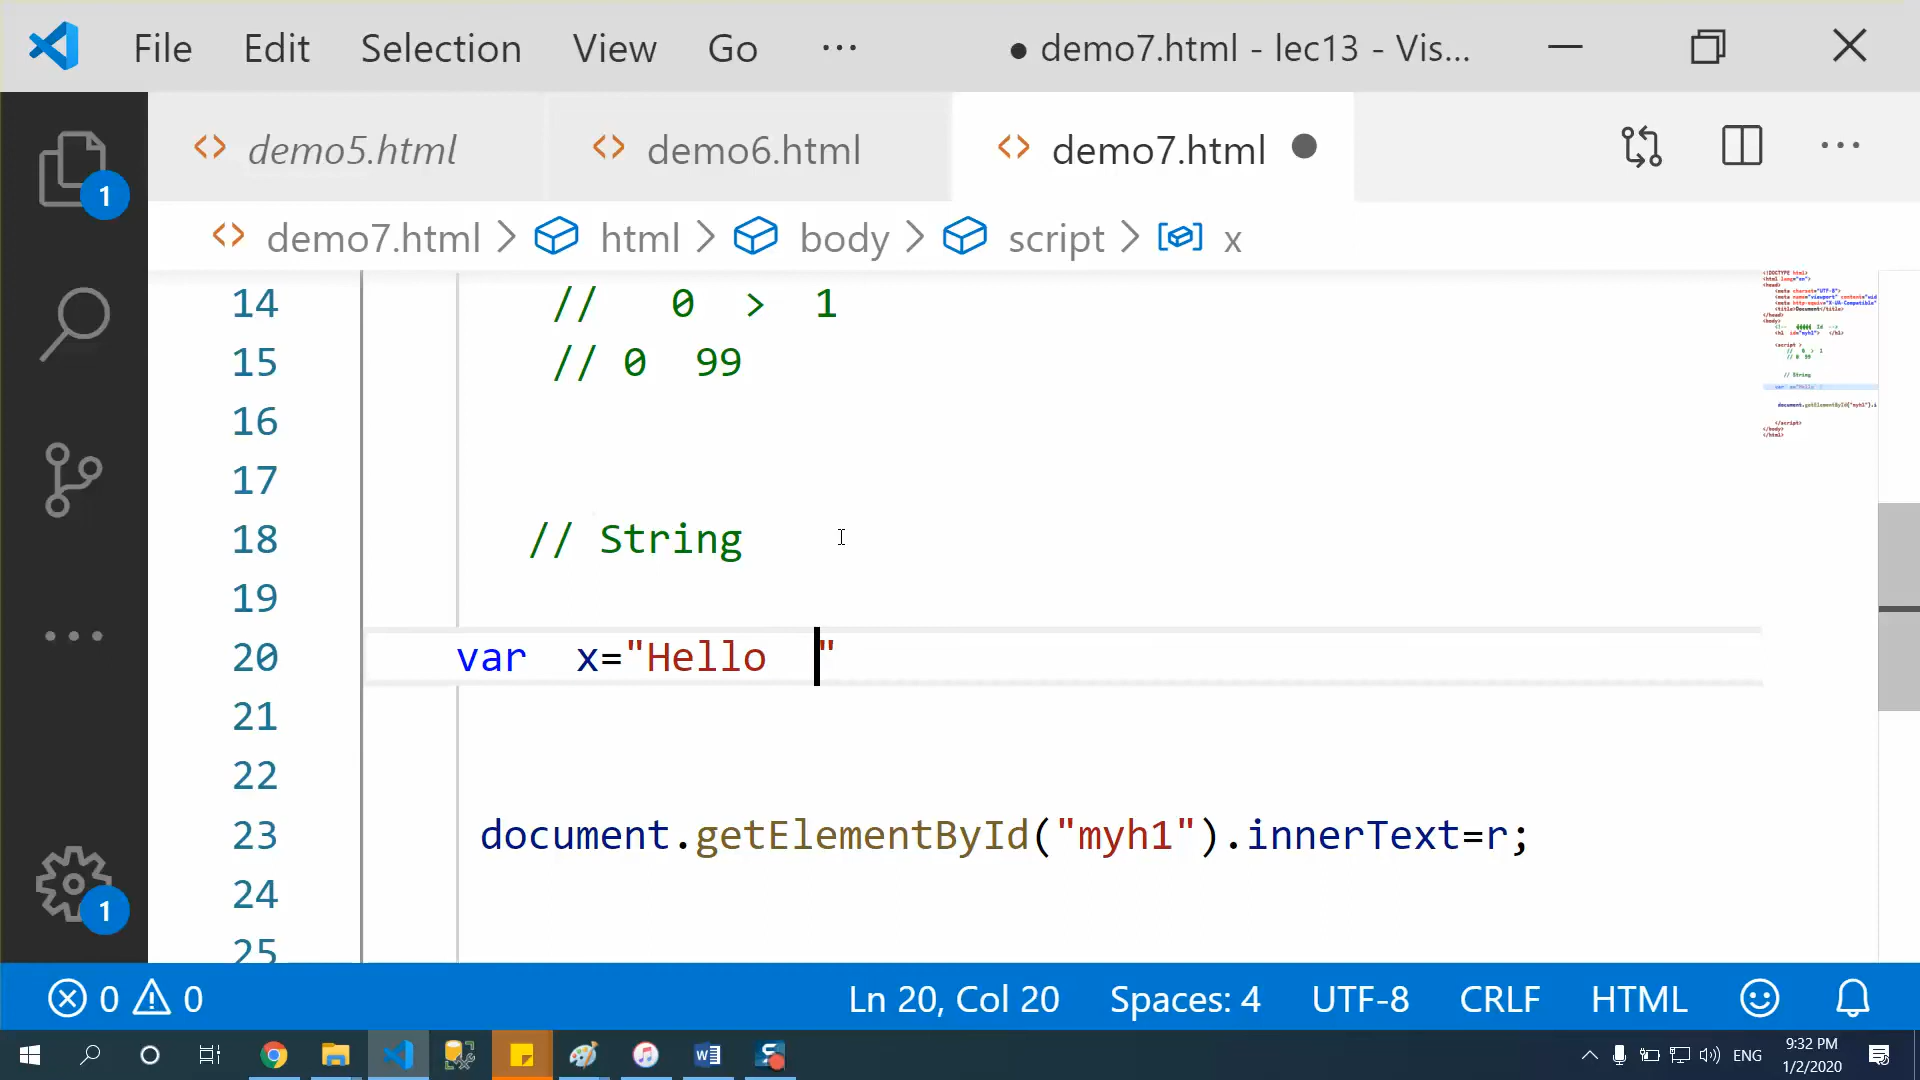 File Edit Selection View Go ··· ● demo7.html - lec13 - Vis...
demo5.html demo6.html demo7.html ●
demo7.html > html > body > script > x
14 // 0 > 1
15 // 0 99
16
17
18 // String
19
20 var x="Hello "
21
22
23 document.getElementById("myh1").innerText=r;
24
25
1
1
0 0 Ln 20, Col 20 Spaces: 4 UTF-8 CRLF HTML
ENG 9:32 PM
1/2/2020